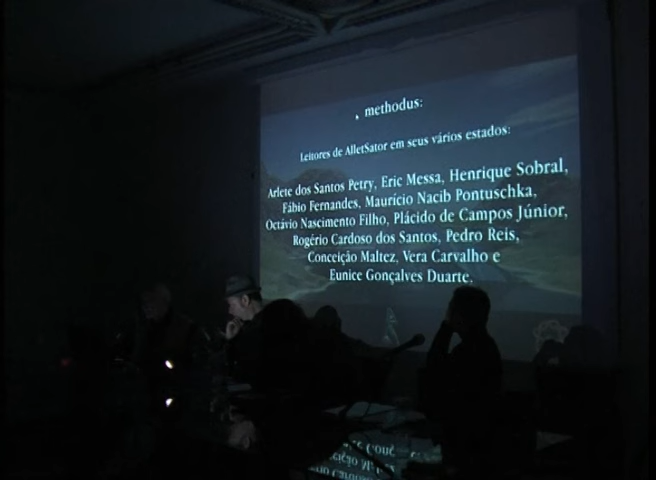 methodus:
Leitores de AlletSator em seus vários estados:
Arlete dos Santos Petry, Eric Messa, Henrique Sobral,
Fábio Fernandes, Maurício Nacib Pontuschka,
Octávio Nascimento Filho, Plácido de Campos Júnior,
Rogério Cardoso dos Santos, Pedro Reis,
Conceição Maltez, Vera Carvalho e
Eunice Gonçalves Duarte.